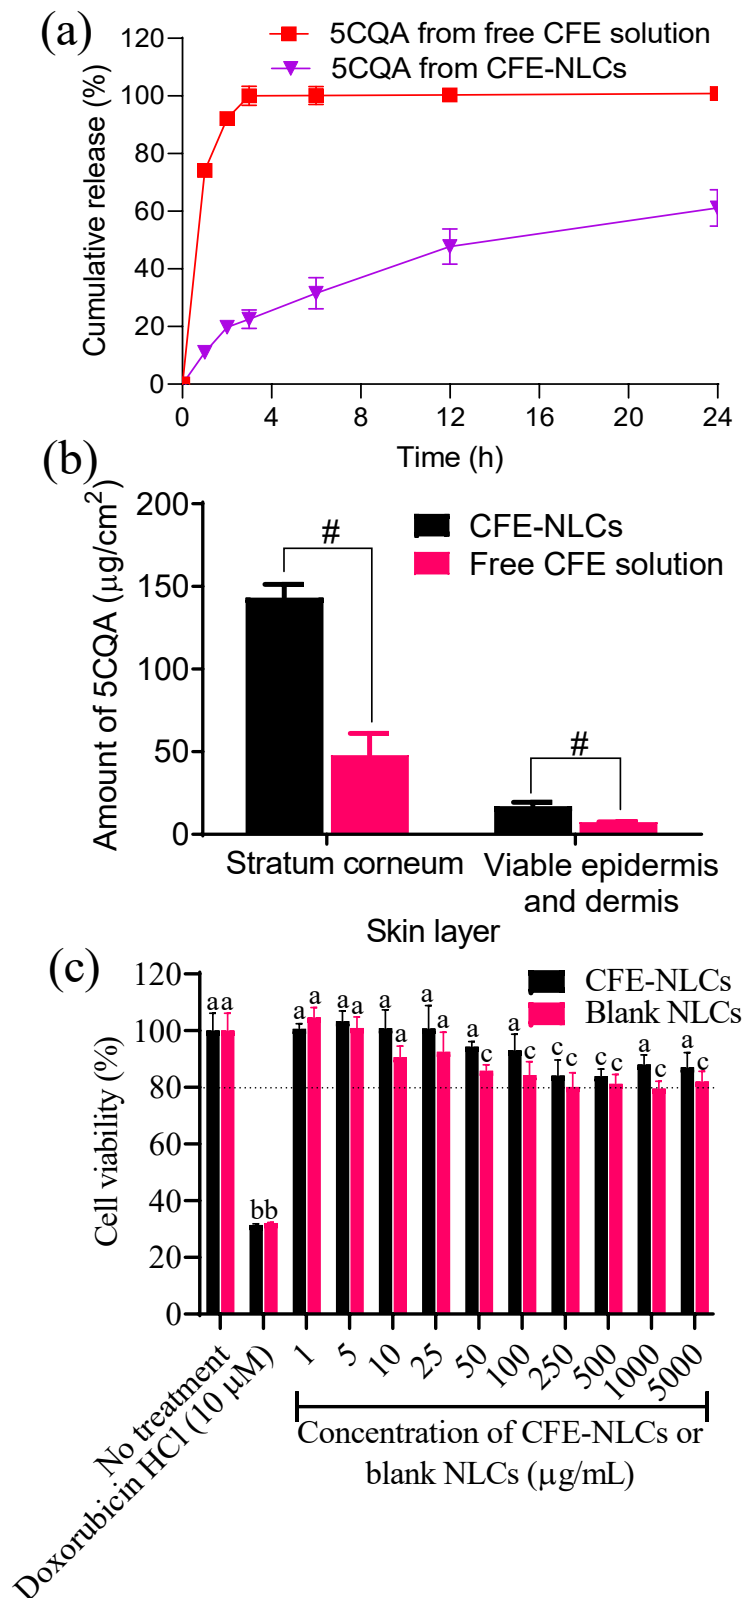 (a)
120
100
80
60
40
20
0
Cumulative release (%)
5CQA from free CFE solution
5CQA from CFE-NLCs
0 4 8 12 16 20 24
Time (h)
(b)
200
150
100
50
0
Amount of 5CQA (µg/cm²)
CFE-NLCs
Free CFE solution
# #
Stratum corneum
Viable epidermis
and dermis
Skin layer
(c)
120
100
80
60
40
20
0
Cell viability (%)
CFE-NLCs
Blank NLCs
a a b b a a a a a a a a a c a c c c c c a c a c
No treatment
Doxorubicin HCl (10 µM)
1 5 10 25 50 100 250 500 1000 5000
Concentration of CFE-NLCs or
blank NLCs (µg/mL)